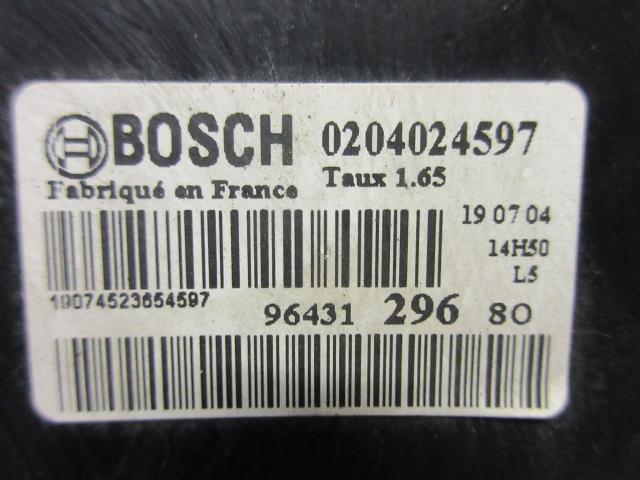 BOSCH 0204024597
Fabriqué en France Taux 1.65
19 07 04
14H50
L5
19074523654597
96431 296 80